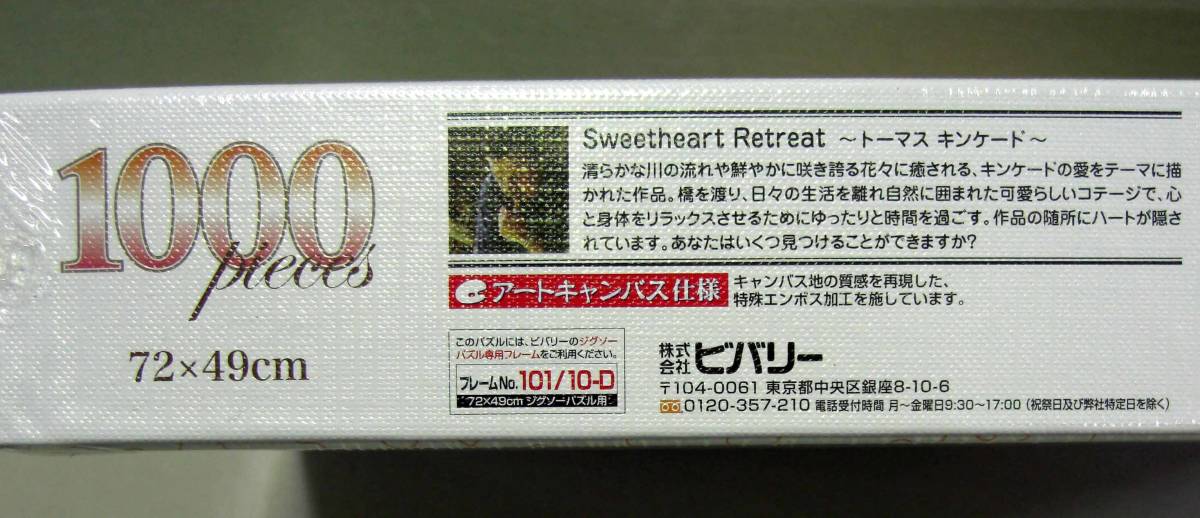 1000
pieces
72×49cm
Sweetheart Retreat ～トーマス キンケード～
清らかな川の流れや鮮やかに咲き誇る花々に癒される、キンケードの愛をテーマに描
かれた作品。橋を渡り、日々の生活を離れ自然に囲まれた可愛らしいコテージで、心
と身体をリラックスさせるためにゆったりと時間を過ごす。作品の随所にハートが隠さ
れています。あなたはいくつ見つけることができますか?
アートキャンバス仕様
キャンバス地の質感を再現した、
特殊エンボス加工を施しています。
このパズルには、ビバリーのジグソー
パズル専用フレームをご利用ください。
フレームNo.101/10-D
72×49cm ジグソーパズル用
株式
会社 ビバリー
〒104-0061 東京都中央区銀座8-10-6
0120-357-210 電話受付時間 月～金曜日9:30～17:00 (祝祭日及び弊社特定日を除く)